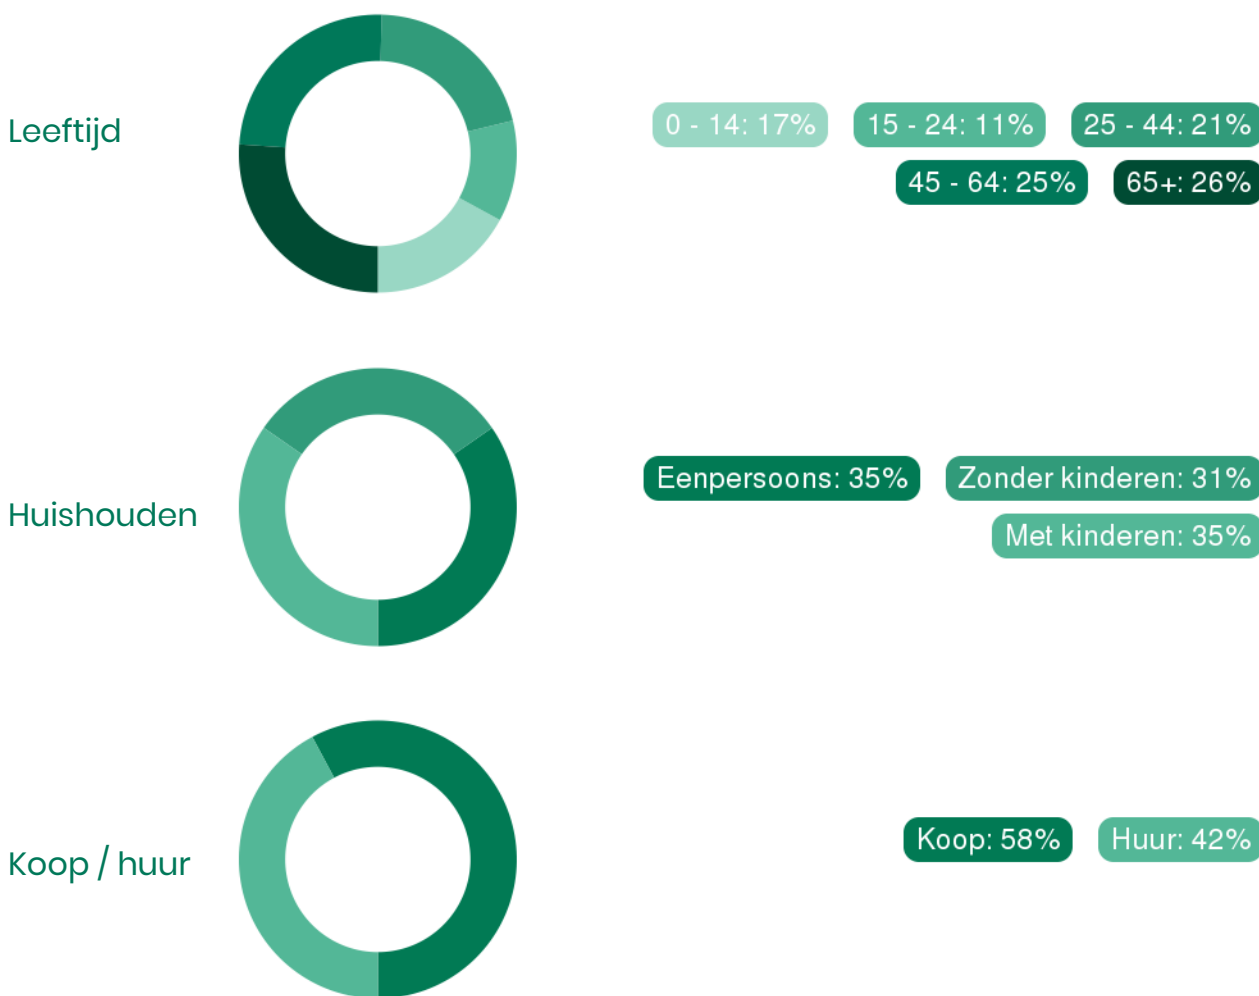 Leeftijd
0 - 14: 17% 15 - 24: 11% 25 - 44: 21%
45 - 64: 25% 65+: 26%
Huishouden
Eenpersoons: 35% Zonder kinderen: 31%
Met kinderen: 35%
Koop / huur
Koop: 58% Huur: 42%